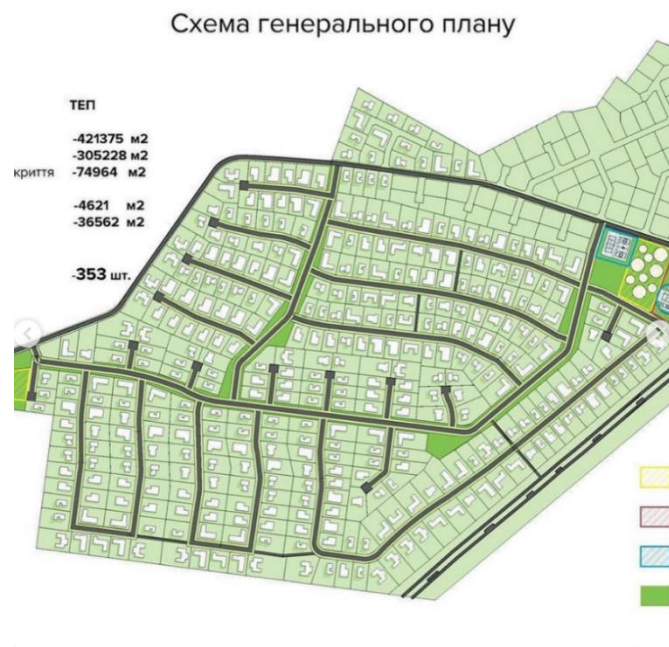 Схема генерального плану
ТЕП
-421375 м2
-305228 м2
криття -74964 м2
-4621 м2
-36562 м2
-353 шт.